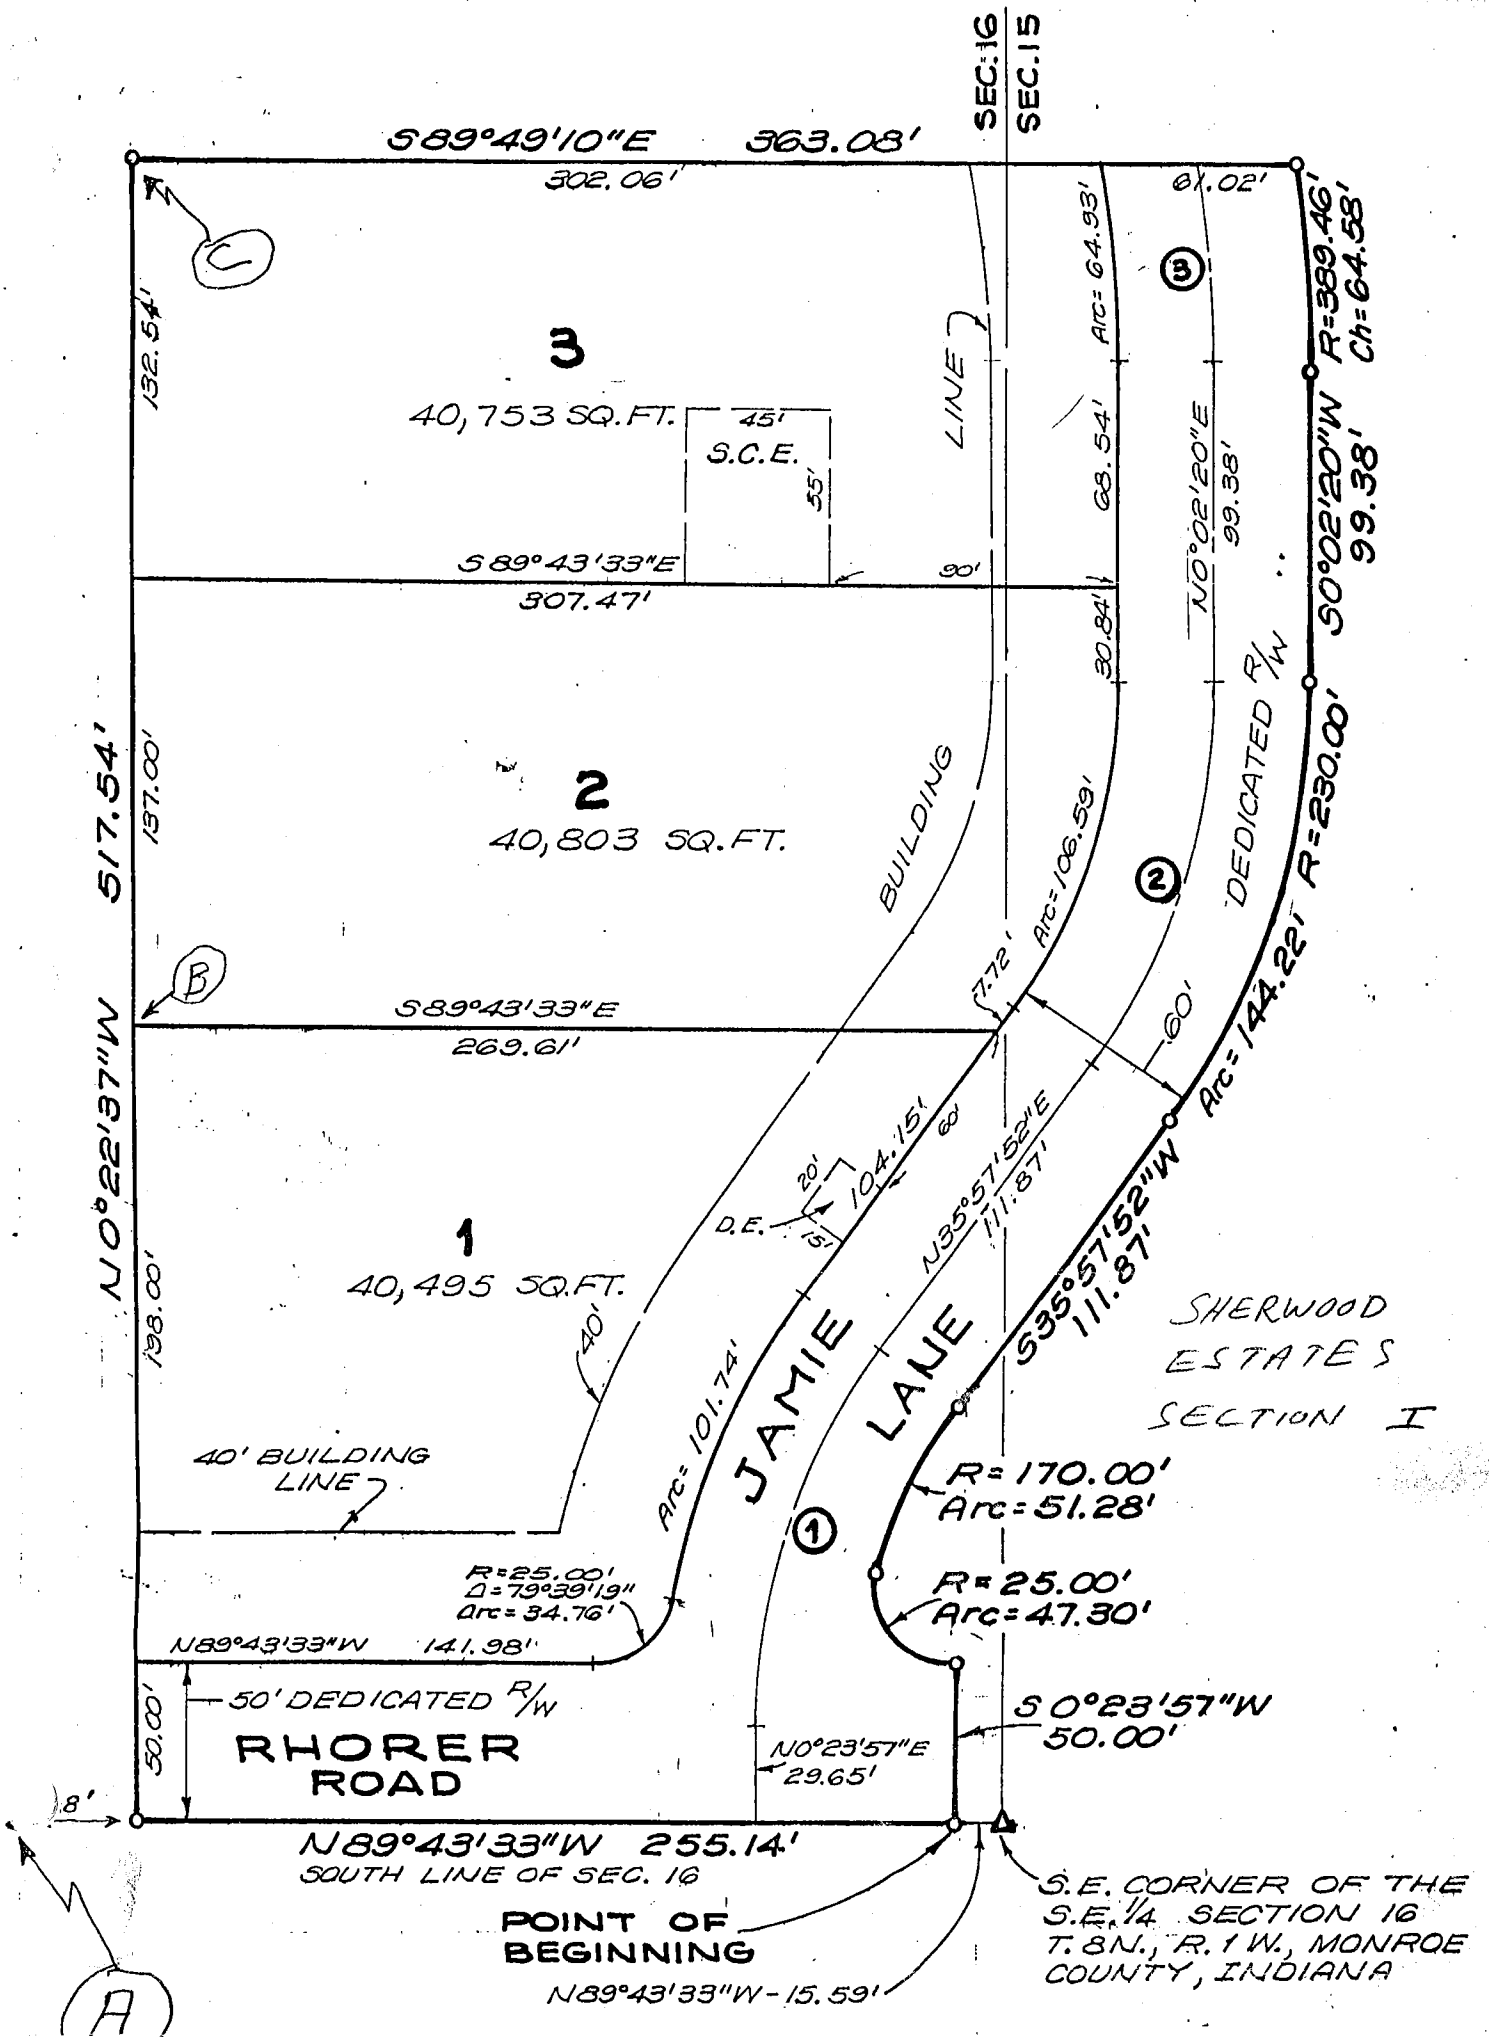 SEC. 16
SEC. 15
S 89°49'10"E 363.08'
302.06'
61.02'
C
132.54'
3
40,753 SQ.FT.
45'
S.C.E.
55'
LINE
Arc= 64.93'
3
R=389.46'
Ch=64.58'
68.54'
N0°02'20"E
99.38'
S0°02'20"W
99.38'
S 89°43'33"E
307.47'
90'
30.84'
N0°22'37"W 517.54'
137.00'
2
40,803 SQ.FT.
BUILDING
Arc=106.59'
2
DEDICATED R/W
Arc= 144.22' R=230.00'
B
7.72'
60'
S 89°43'33"E
269.61'
1
40,495 SQ.FT.
198.00'
20'
D.E.
15'
104.15'
60'
N35°57'52"E
111.87'
S35°57'52"W
111.87'
SHERWOOD
ESTATES
SECTION I
40'
Arc= 101.74'
JAMIE
LANE
40' BUILDING
LINE
1
R= 170.00'
Arc= 51.28'
R=25.00'
Δ=79°39'19"
arc= 34.76'
R= 25.00'
Arc= 47.30'
N89°43'33"W 141.98'
50' DEDICATED R/W
50.00'
RHORER
ROAD
N0°23'57"E
29.65'
S 0°23'57"W
50.00'
.8'
N89°43'33"W 255.14'
SOUTH LINE OF SEC. 16
POINT OF
BEGINNING
N89°43'33"W-15.59'
S.E. CORNER OF THE
S.E. 1/4 SECTION 16
T. 8N., R. 1 W., MONROE
COUNTY, INDIANA
A